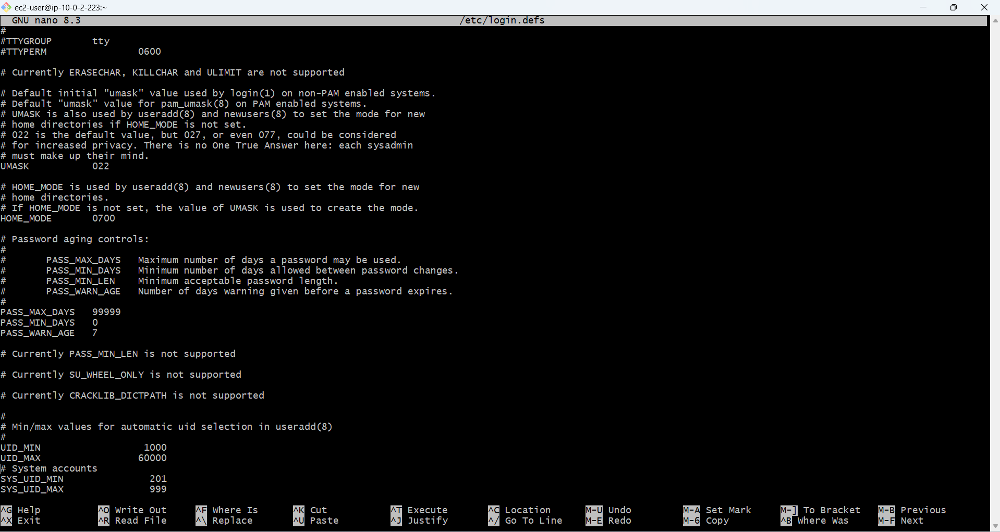 ec2-user@ip-10-0-2-223:~
GNU nano 8.3 /etc/login.defs
#
#TTYGROUP tty
#TTYPERM 0600
# Currently ERASECHAR, KILLCHAR and ULIMIT are not supported
# Default initial "umask" value used by login(1) on non-PAM enabled systems.
# Default "umask" value for pam_umask(8) on PAM enabled systems.
# UMASK is also used by useradd(8) and newusers(8) to set the mode for new
# home directories if HOME_MODE is not set.
# 022 is the default value, but 027, or even 077, could be considered
# for increased privacy. There is no One True Answer here: each sysadmin
# must make up their mind.
UMASK 022
# HOME_MODE is used by useradd(8) and newusers(8) to set the mode for new
# home directories.
# If HOME_MODE is not set, the value of UMASK is used to create the mode.
HOME_MODE 0700
# Password aging controls:
#
# PASS_MAX_DAYS Maximum number of days a password may be used.
# PASS_MIN_DAYS Minimum number of days allowed between password changes.
# PASS_MIN_LEN Minimum acceptable password length.
# PASS_WARN_AGE Number of days warning given before a password expires.
#
PASS_MAX_DAYS 99999
PASS_MIN_DAYS 0
PASS_WARN_AGE 7
# Currently PASS_MIN_LEN is not supported
# Currently SU_WHEEL_ONLY is not supported
# Currently CRACKLIB_DICTPATH is not supported
#
# Min/max values for automatic uid selection in useradd(8)
#
UID_MIN 1000
UID_MAX 60000
# System accounts
SYS_UID_MIN 201
SYS_UID_MAX 999
^G Help ^O Write Out ^F Where Is ^K Cut ^T Execute ^C Location M-U Undo M-A Set Mark M-] To Bracket M-B Previous
^X Exit ^R Read File ^\ Replace ^U Paste ^J Justify ^/ Go To Line M-E Redo M-6 Copy ^B Where Was M-F Next